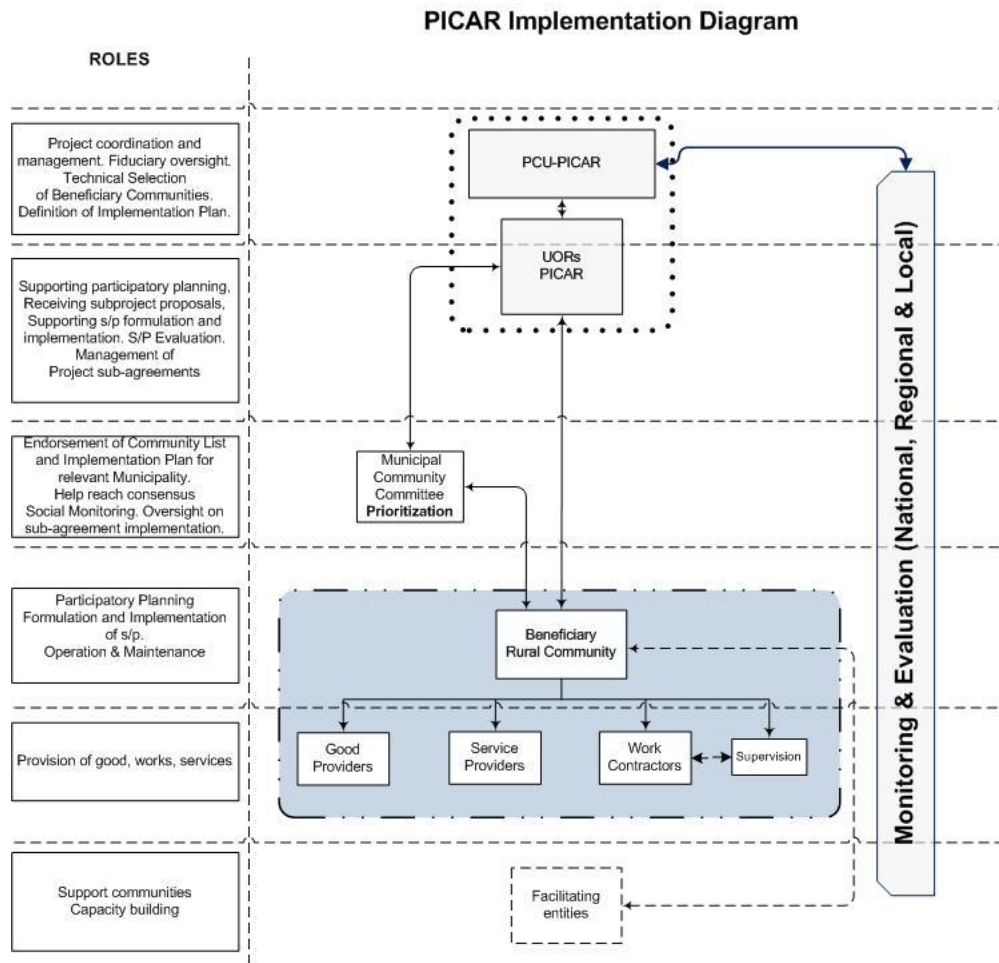 PICAR Implementation Diagram
ROLES
Project coordination and
management. Fiduciary oversight.
Technical Selection
of Beneficiary Communities.
Definition of Implementation Plan.
PCU-PICAR
UORs
PICAR
Supporting participatory planning,
Receiving subproject proposals,
Supporting s/p formulation and
implementation. S/P Evaluation.
Management of
Project sub-agreements
Endorsement of Community List
and Implementation Plan for
relevant Municipality.
Help reach consensus
Social Monitoring. Oversight on
sub-agreement implementation.
Municipal
Community
Committee
Prioritization
Participatory Planning
Formulation and Implementation
of s/p.
Operation & Maintenance
Beneficiary
Rural Community
Provision of good, works, services
Good
Providers
Service
Providers
Work
Contractors
Supervision
Support communities
Capacity building
Facilitating
entities
Monitoring & Evaluation (National, Regional & Local)